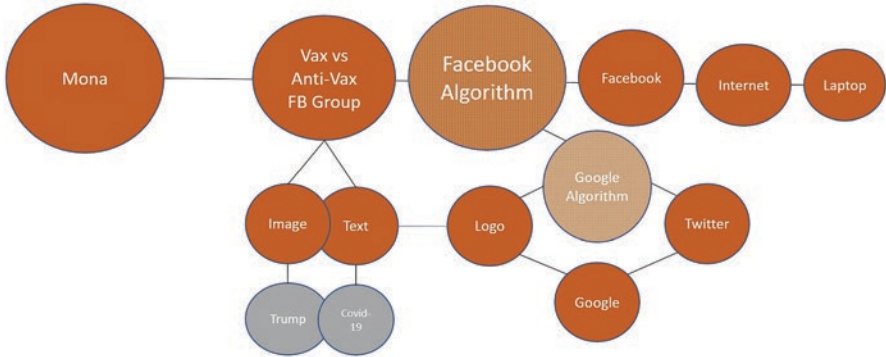 Mona
Vax vs
Anti-Vax
FB Group
Facebook
Algorithm
Facebook
Internet
Laptop
Google
Algorithm
Image
Text
Logo
Twitter
Google
Trump
Covid-
19